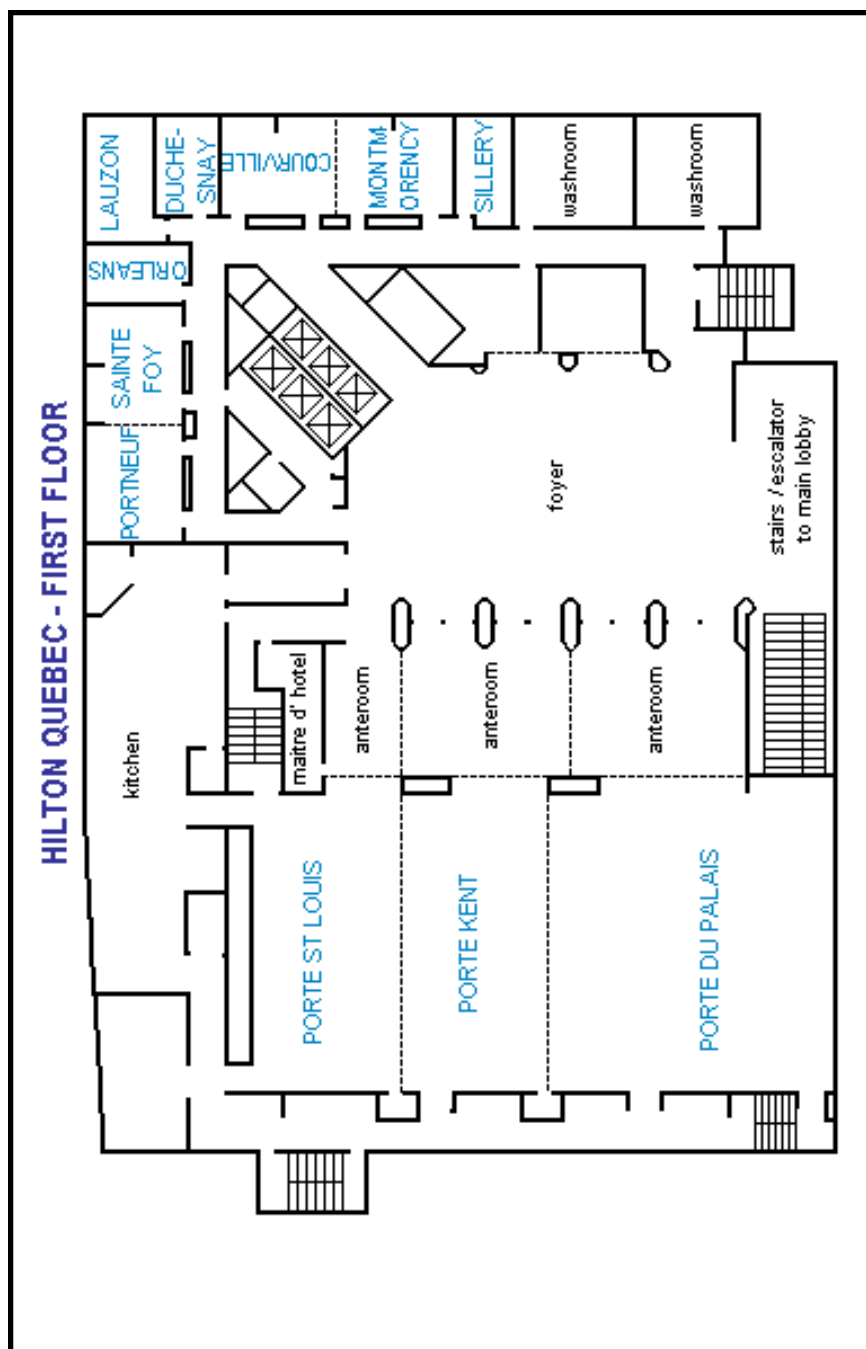 HILTON QUEBEC - FIRST FLOOR
LAUZON
DUCHE-
SNAY
COURVILLE
MONTM-
ORENCY
SILLERY
washroom
washroom
ORLEANS
SAINTE
FOY
PORTNEUF
foyer
stairs / escalator
to main lobby
kitchen
maitre d' hotel
anteroom
anteroom
anteroom
PORTE ST LOUIS
PORTE KENT
PORTE DU PALAIS